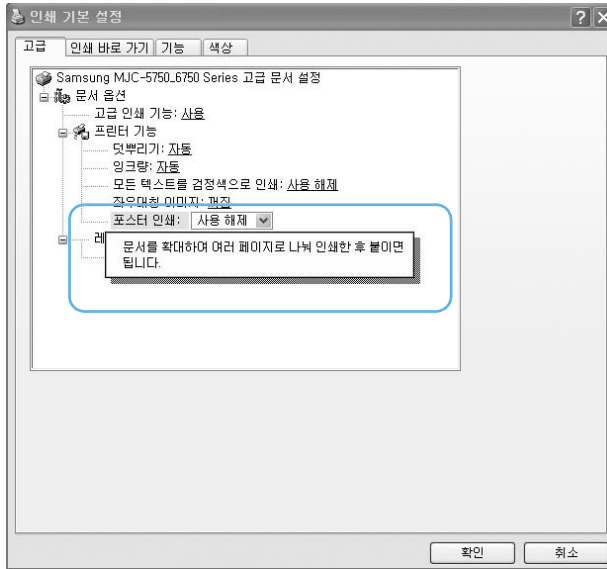 인쇄 기본 설정
고급 인쇄 바로 가기 기능 색상
Samsung MJC-5750_6750 Series 고급 문서 설정
문서 옵션
고급 인쇄 기능: 사용
프린터 기능
덧뿌리기: 자동
잉크량: 자동
모든 텍스트를 검정색으로 인쇄: 사용 해제
좌우대칭 이미지: 꺼짐
포스터 인쇄: 사용 해제
레
문서를 확대하며 여러 페이지로 나눠 인쇄한 후 붙이면
됩니다.
확인 취소